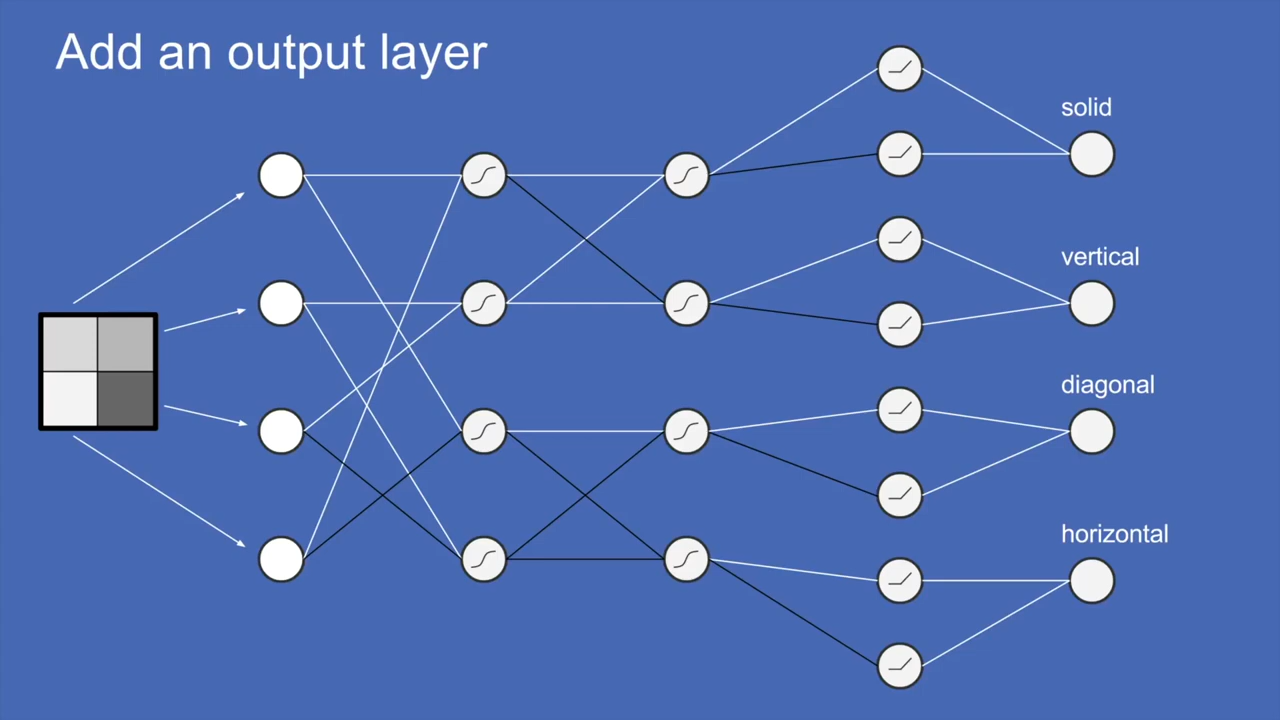 Add an output layer
solid
vertical
diagonal
horizontal